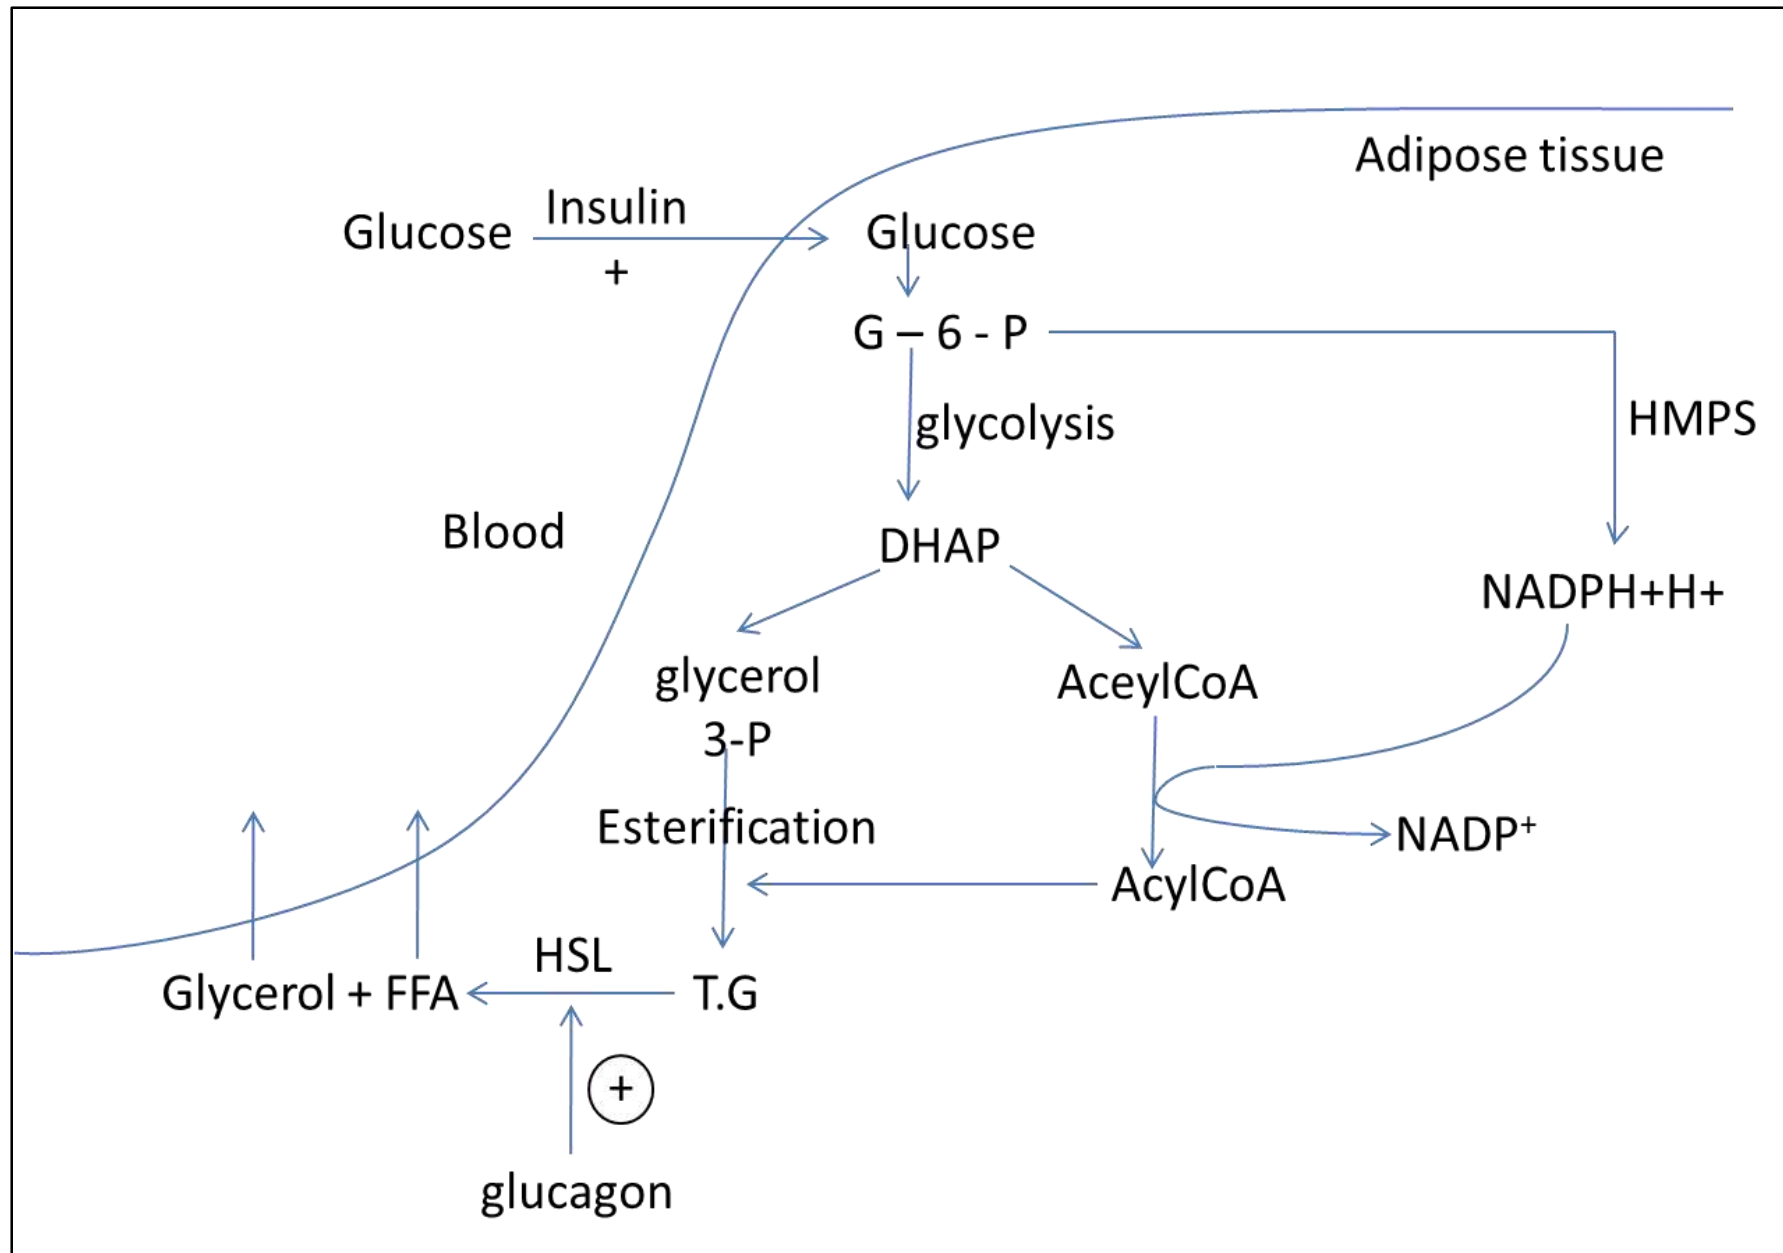 Adipose tissue
Insulin
Glucose
+
Glucose
G – 6 - P
glycolysis
HMPS
Blood
DHAP
NADPH+H+
glycerol
3-P
AceylCoA
Esterification
NADP⁺
AcylCoA
HSL
Glycerol + FFA
T.G
+
glucagon